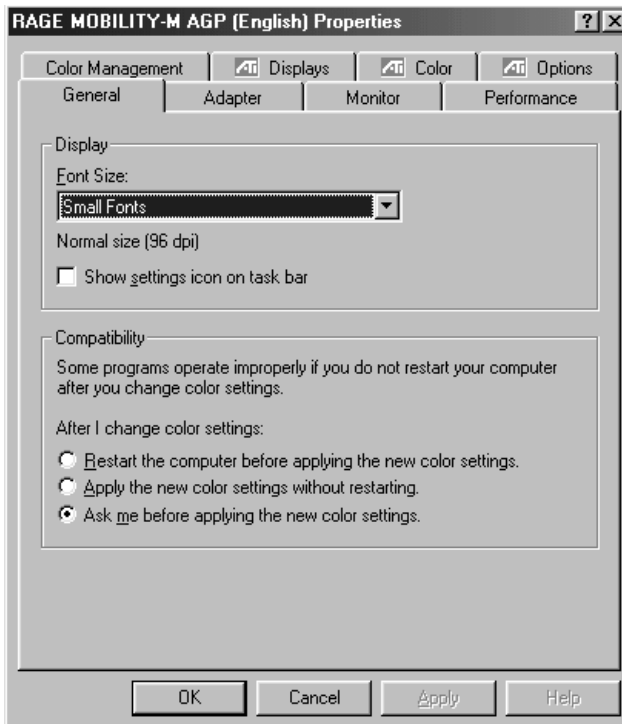 RAGE MOBILITY-M AGP (English) Properties
Color Management ATI Displays ATI Color ATI Options
General Adapter Monitor Performance
Display
Font Size:
Small Fonts
Normal size (96 dpi)
Show settings icon on task bar
Compatibility
Some programs operate improperly if you do not restart your computer
after you change color settings.
After I change color settings:
Restart the computer before applying the new color settings.
Apply the new color settings without restarting.
Ask me before applying the new color settings.
OK Cancel Apply Help